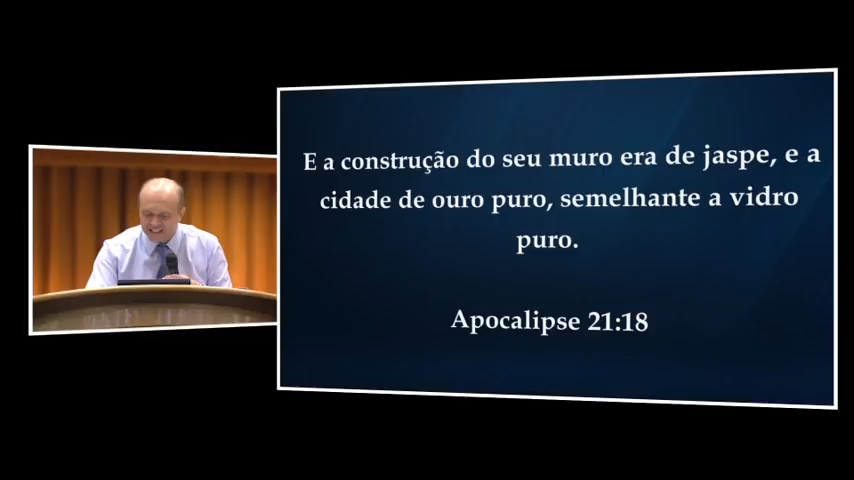 E a construção do seu muro era de jaspe, e a
cidade de ouro puro, semelhante a vidro
puro.
Apocalipse 21:18